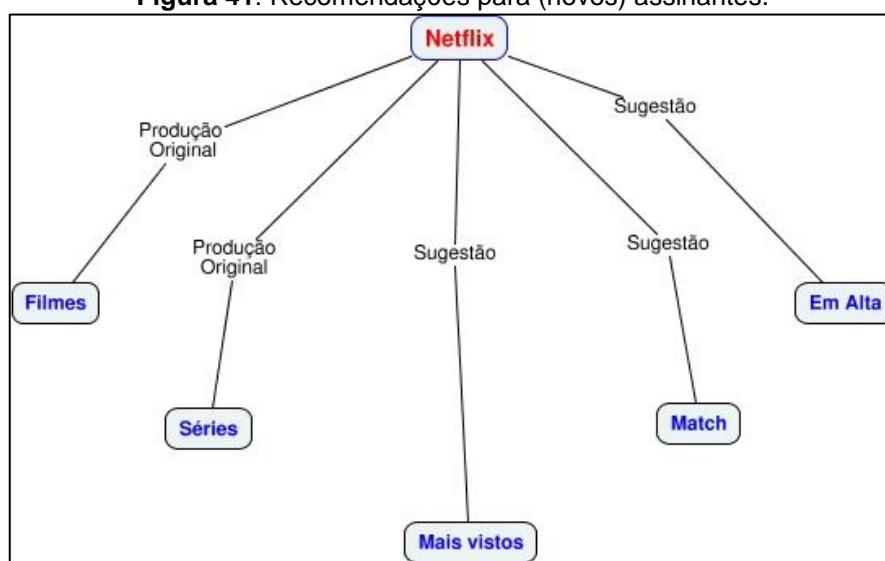 Figura 41: Recomendações para (novos) assinantes.
Netflix
Sugestão
Produção
Original
Produção
Original
Sugestão
Sugestão
Filmes
Em Alta
Séries
Match
Mais vistos